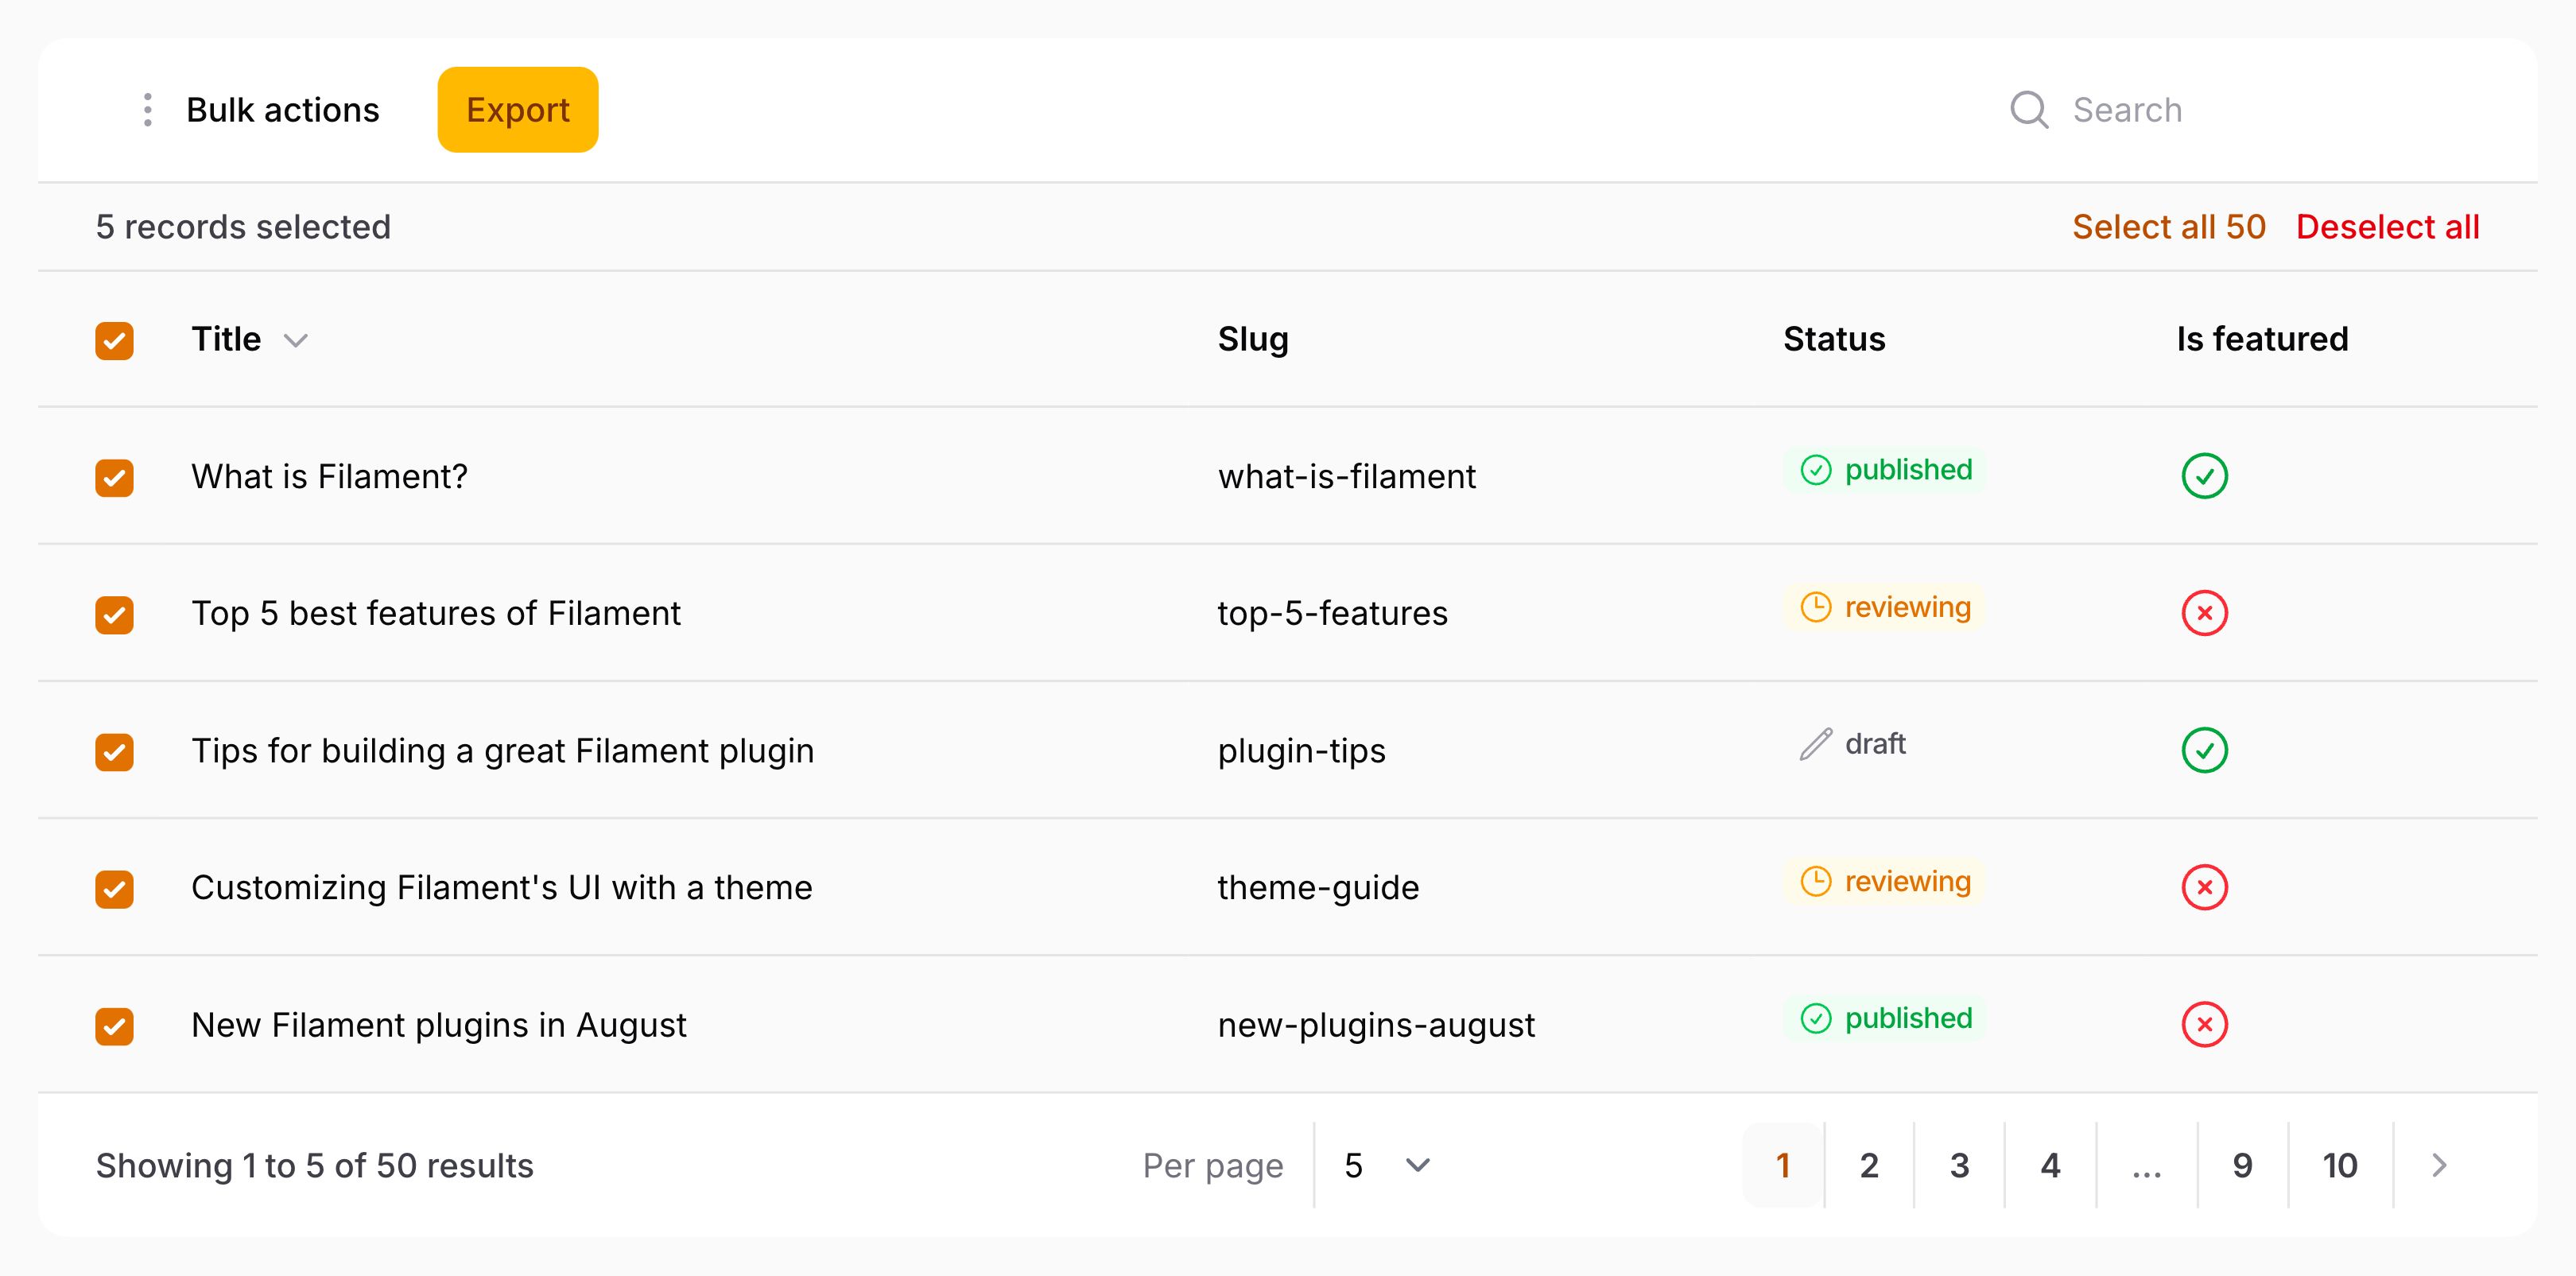 Bulk actions Export Search
5 records selected Select all 50 Deselect all
Title Slug Status Is featured
What is Filament? what-is-filament published
Top 5 best features of Filament top-5-features reviewing
Tips for building a great Filament plugin plugin-tips draft
Customizing Filament's UI with a theme theme-guide reviewing
New Filament plugins in August new-plugins-august published
Showing 1 to 5 of 50 results Per page 5 1 2 3 4 ... 9 10